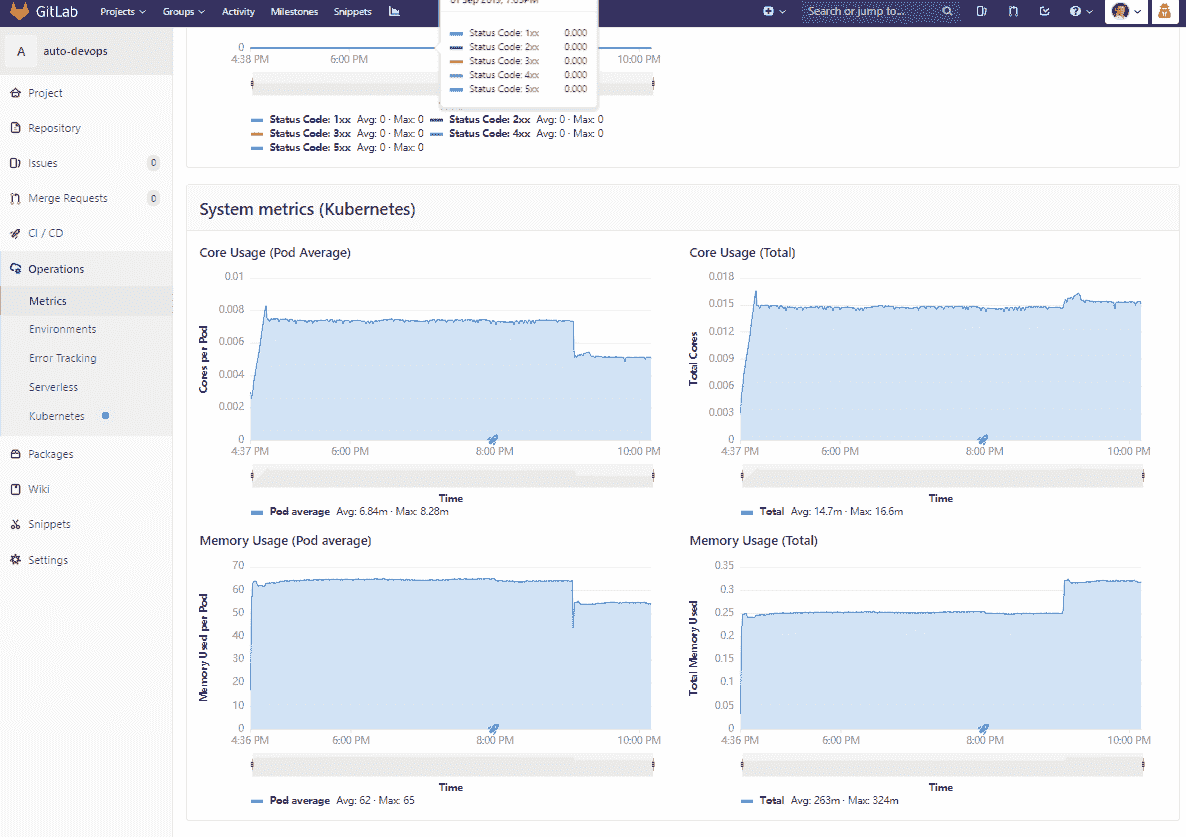 GitLab Projects Groups Activity Milestones Snippets Search or jump to...
01 Sep 2019, 7:05PM
A auto-devops
Project
Repository
Issues 0
Merge Requests 0
CI / CD
Operations
Metrics
Environments
Error Tracking
Serverless
Kubernetes
Packages
Wiki
Snippets
Settings
Status Code: 1xx 0.000
Status Code: 2xx 0.000
Status Code: 3xx 0.000
Status Code: 4xx 0.000
Status Code: 5xx 0.000
0
4:38 PM 6:00 PM 10:00 PM
Status Code: 1xx Avg: 0 · Max: 0 Status Code: 2xx Avg: 0 · Max: 0
Status Code: 3xx Avg: 0 · Max: 0 Status Code: 4xx Avg: 0 · Max: 0
Status Code: 5xx Avg: 0 · Max: 0
System metrics (Kubernetes)
Core Usage (Pod Average)
Cores per Pod
0.01
0.008
0.006
0.004
0.002
0
4:37 PM 6:00 PM 8:00 PM 10:00 PM
Time
Pod average Avg: 6.84m · Max: 8.28m
Core Usage (Total)
Total Cores
0.018
0.015
0.012
0.009
0.006
0.003
0
4:37 PM 6:00 PM 8:00 PM 10:00 PM
Time
Total Avg: 14.7m · Max: 16.6m
Memory Usage (Pod average)
Memory Used per Pod
70
60
50
40
30
20
10
0
4:36 PM 6:00 PM 8:00 PM 10:00 PM
Time
Pod average Avg: 62 · Max: 65
Memory Usage (Total)
Total Memory Used
0.35
0.3
0.25
0.2
0.15
0.1
0.05
0
4:36 PM 6:00 PM 8:00 PM 10:00 PM
Time
Total Avg: 263m · Max: 324m